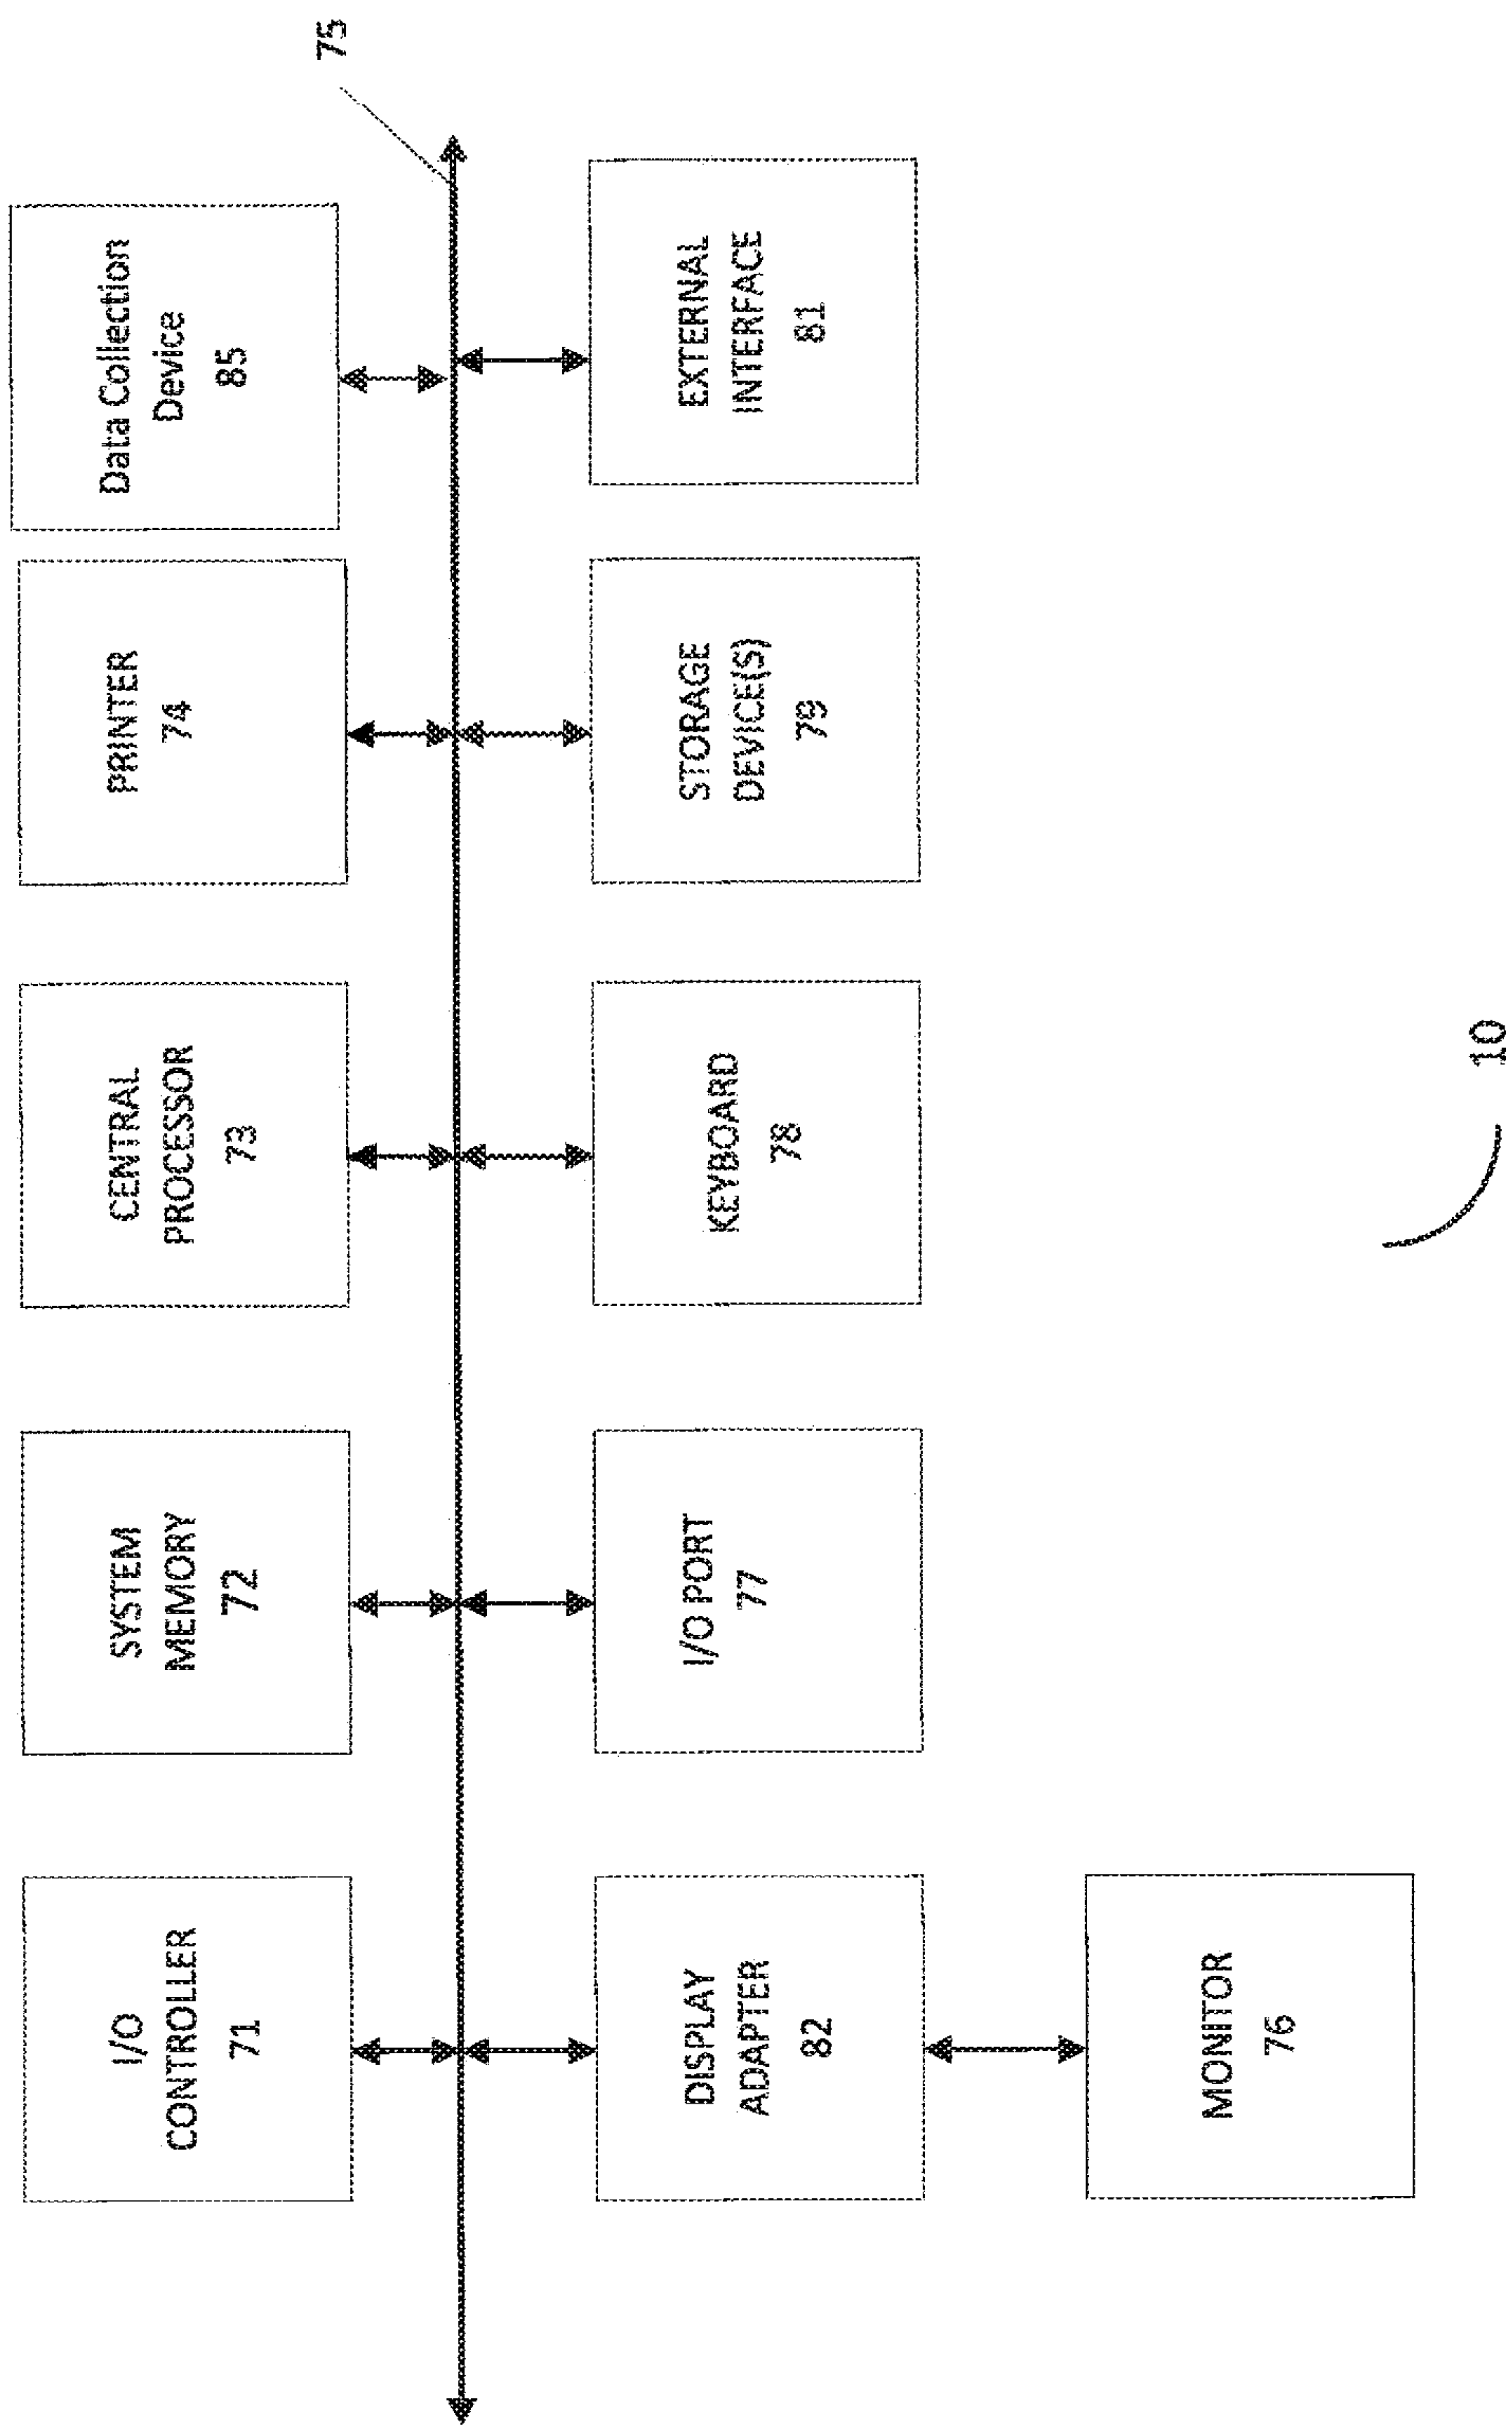 I/O
CONTROLLER
71
SYSTEM
MEMORY
72
CENTRAL
PROCESSOR
73
PRINTER
74
Data Collection
Device
85
75
DISPLAY
ADAPTER
82
I/O PORT
77
KEYBOARD
78
STORAGE
DEVICE(S)
79
EXTERNAL
INTERFACE
81
MONITOR
76
10